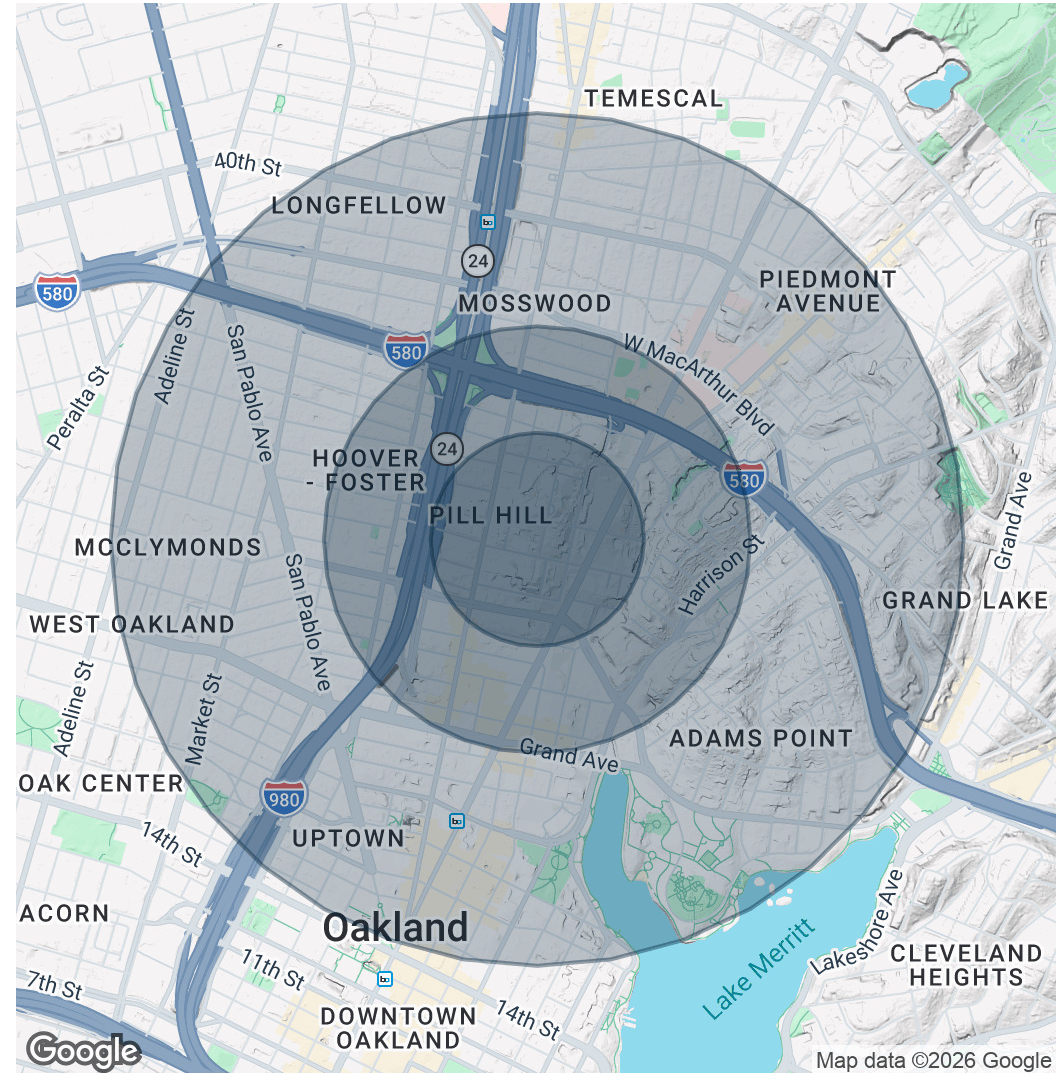 TEMESCAL
40th St
LONGFELLOW
24
580
PIEDMONT
AVENUE
MOSSWOOD
Adeline St
San Pablo Ave
580
W MacArthur Blvd
Peralta St
24
HOOVER
- FOSTER
580
Grand Ave
PILL HILL
MCCLYMONDS
San Pablo Ave
Harrison St
GRAND LAKE
WEST OAKLAND
Adeline St
Market St
Grand Ave
ADAMS POINT
OAK CENTER
980
14th St
UPTOWN
ACORN
Oakland
Lakeshore Ave
Lake Merritt
CLEVELAND
HEIGHTS
11th St
7th St
14th St
DOWNTOWN
OAKLAND
Google
Map data ©2026 Google